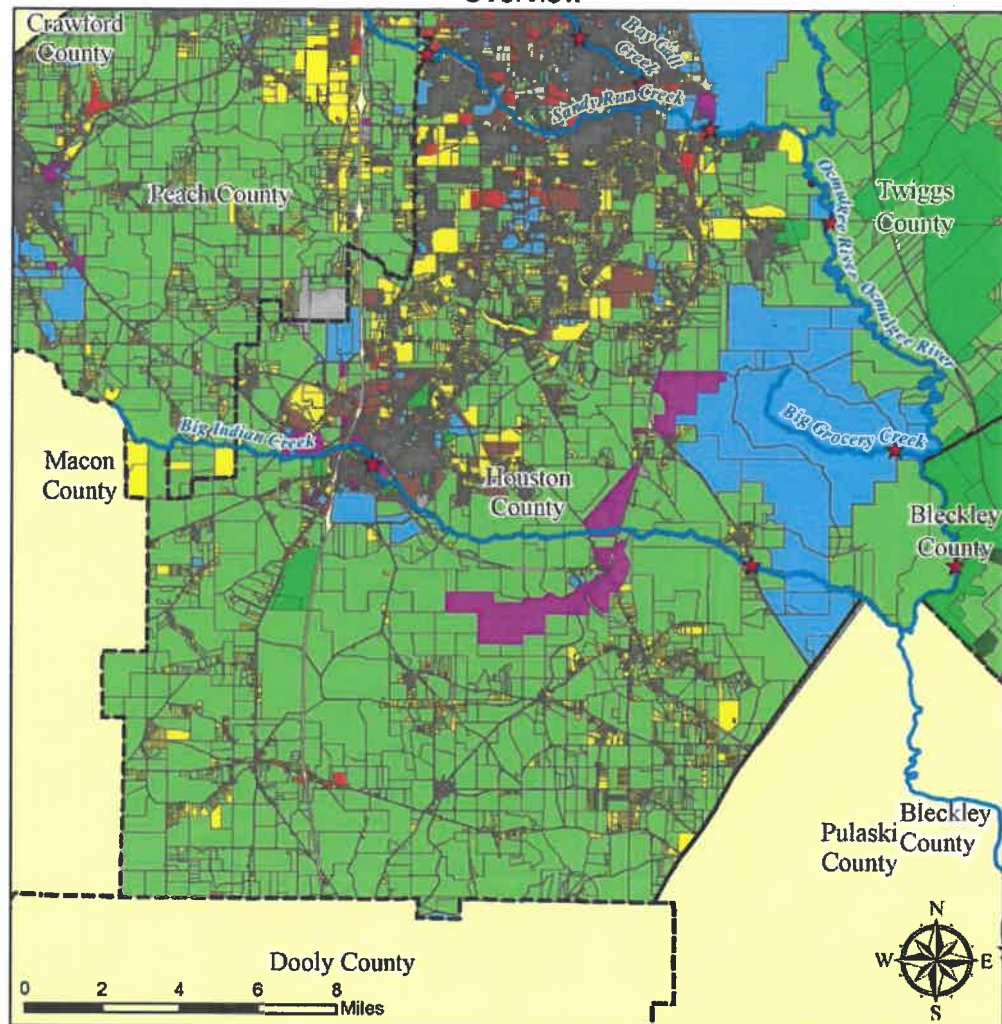 Overview
Crawford
County
Bay Gall
Creek
Sandy Run Creek
Peach County
Ocmulgee River
Ocmulgee River
Twiggs
County
Big Indian Creek
Macon
County
Houston
County
Big Grocery Creek
Bleckley
County
Pulaski
County
Bleckley
County
Dooly County
0 2 4 6 8
Miles
N
W E
S